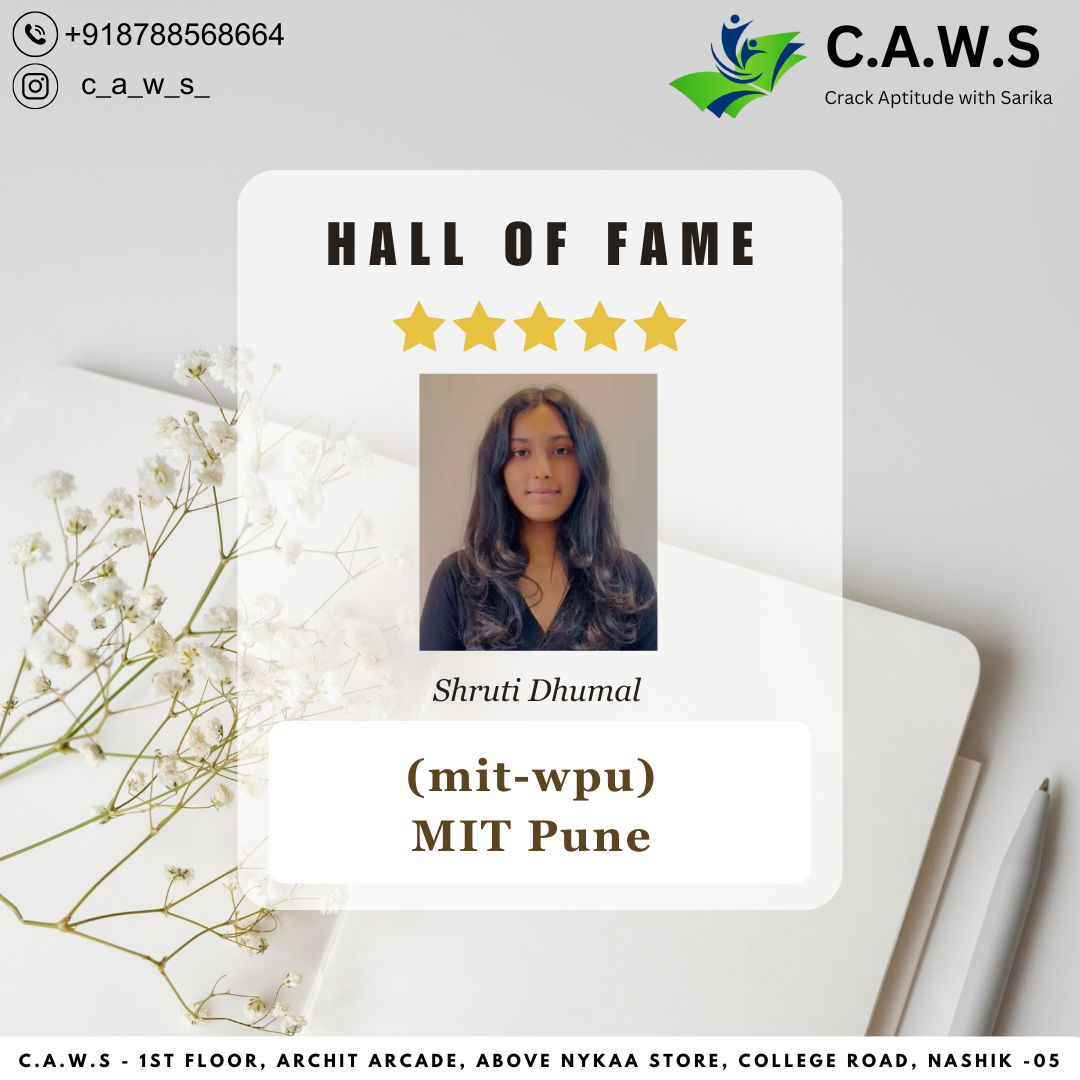 +918788568664
c_a_w_s_
C.A.W.S
Crack Aptitude with Sarika
HALL OF FAME
Shruti Dhumal
(mit-wpu)
MIT Pune
C.A.W.S - 1ST FLOOR, ARCHIT ARCADE, ABOVE NYKAA STORE, COLLEGE ROAD, NASHIK -05